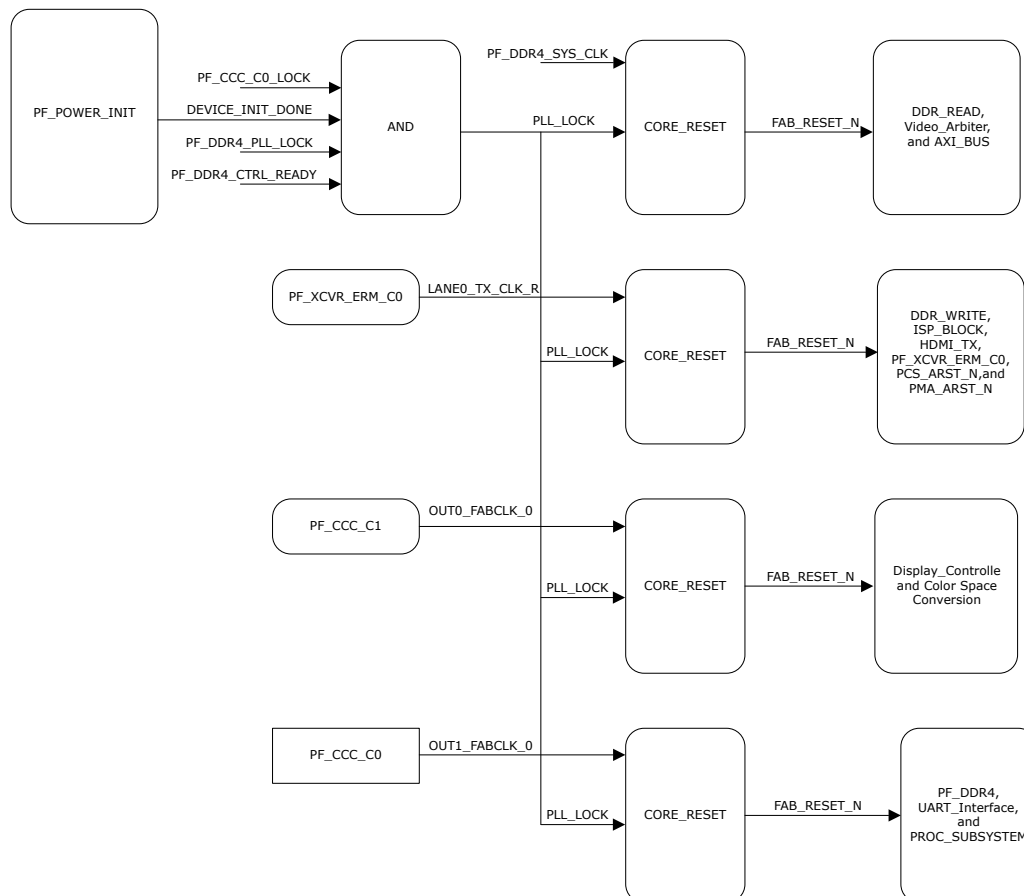 PF_POWER_INIT
PF_CCC_C0_LOCK
DEVICE_INIT_DONE
PF_DDR4_PLL_LOCK
PF_DDR4_CTRL_READY
AND
PF_DDR4_SYS_CLK
PLL_LOCK
CORE_RESET
FAB_RESET_N
DDR_READ,
Video_Arbiter,
and AXI_BUS
PF_XCVR_ERM_C0
LANE0_TX_CLK_R
PLL_LOCK
CORE_RESET
FAB_RESET_N
DDR_WRITE,
ISP_BLOCK,
HDMI_TX,
PF_XCVR_ERM_C0,
PCS_ARST_N,and
PMA_ARST_N
PF_CCC_C1
OUT0_FABCLK_0
PLL_LOCK
CORE_RESET
FAB_RESET_N
Display_Controlle
and Color Space
Conversion
PF_CCC_C0
OUT1_FABCLK_0
PLL_LOCK
CORE_RESET
FAB_RESET_N
PF_DDR4,
UART_Interface,
and
PROC_SUBSYSTEM